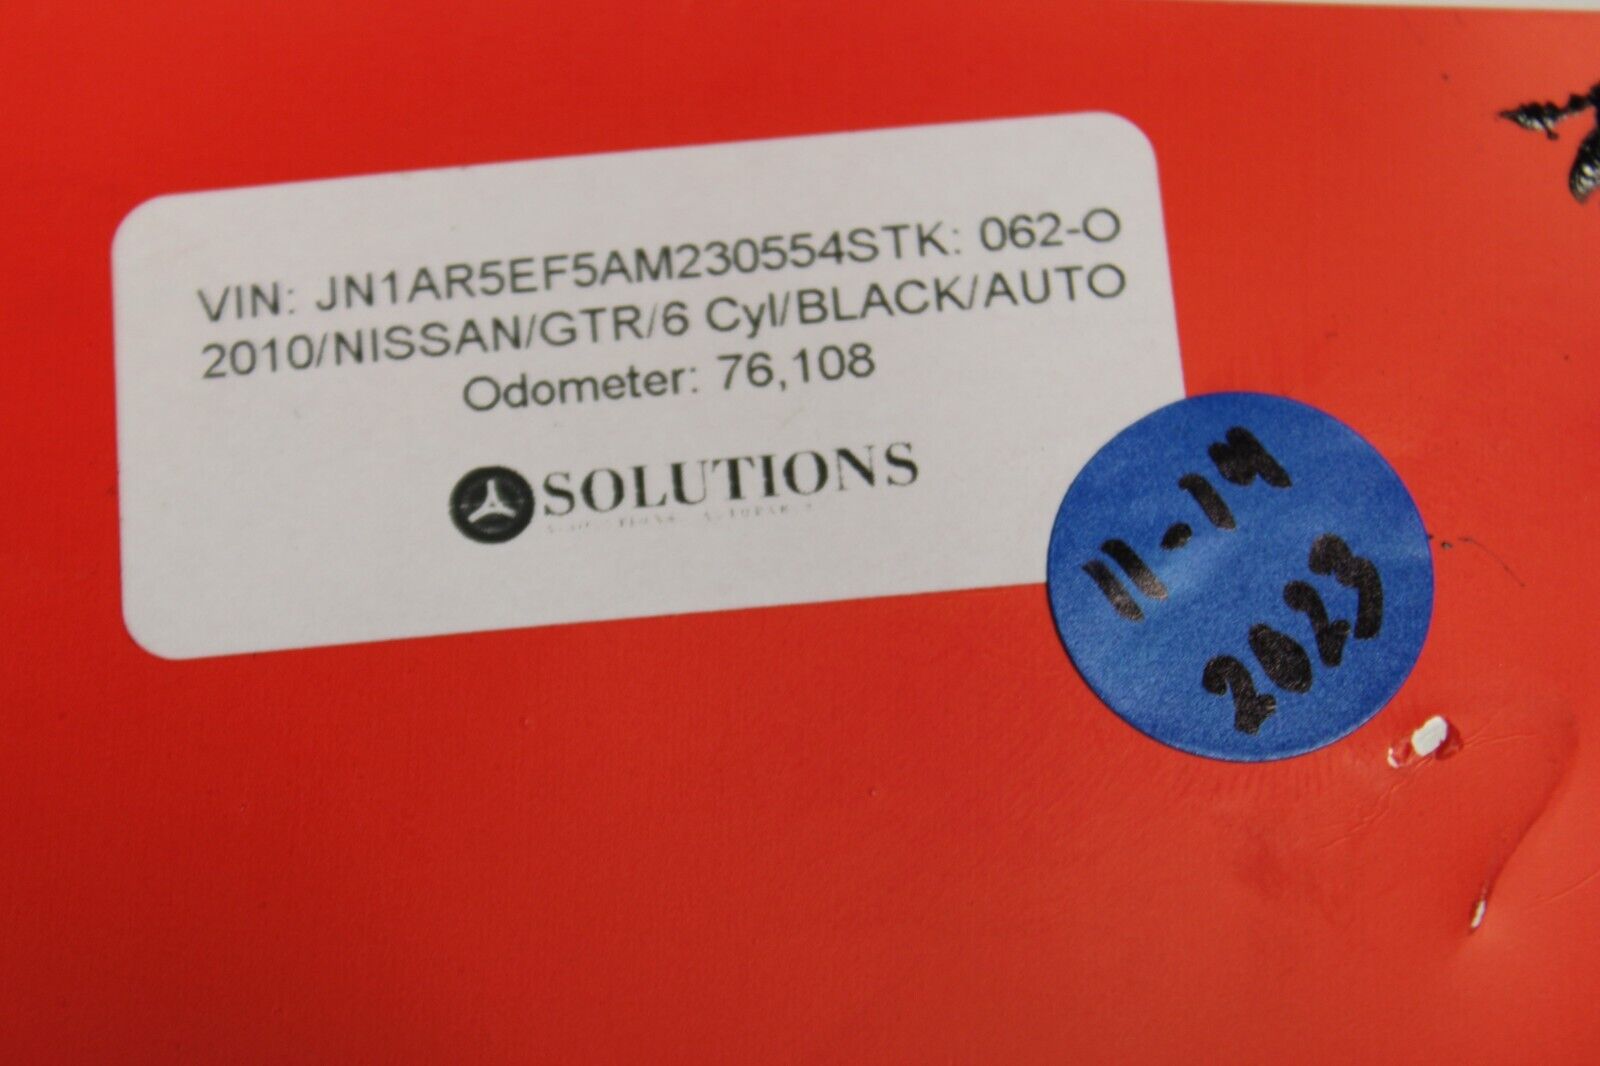 VIN: JN1AR5EF5AM230554STK: 062-O
2010/NISSAN/GTR/6 Cyl/BLACK/AUTO
Odometer: 76,108
SOLUTIONS
11-14
2023